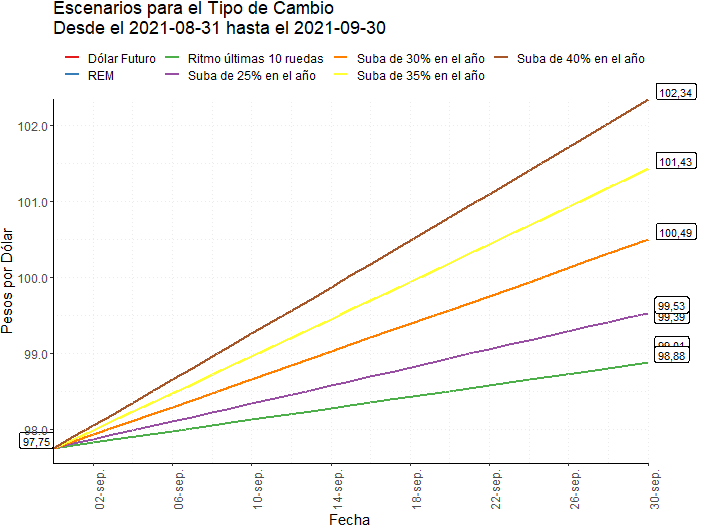 Escenarios para el Tipo de Cambio
Desde el 2021-08-31 hasta el 2021-09-30
Dólar Futuro
Ritmo últimas 10 ruedas
Suba de 30% en el año
Suba de 40% en el año
REM
Suba de 25% en el año
Suba de 35% en el año
102,34
102.0
101,43
101.0
100,49
100.0
99,53
99,39
99.0
98,88
98.0
97,75
Pesos por Dólar
02-sep.
06-sep.
10-sep.
14-sep.
18-sep.
22-sep.
26-sep.
30-sep.
Fecha